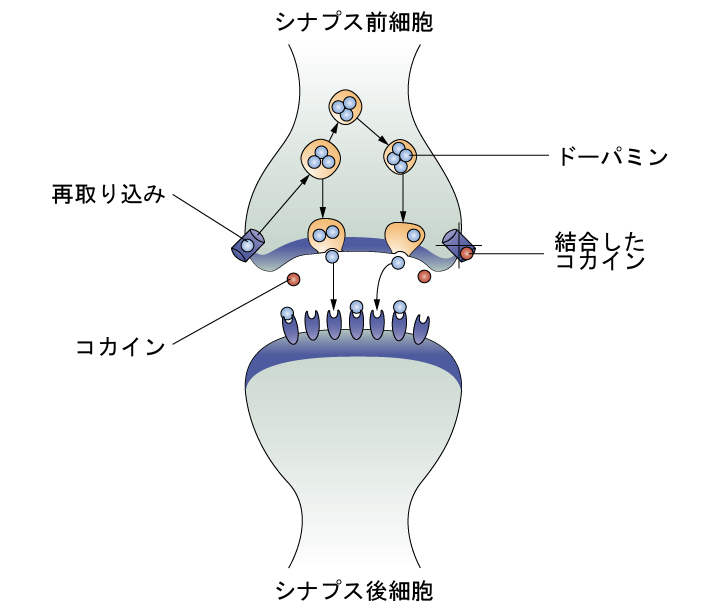 シナプス前細胞
ドーパミン
再取り込み
結合した
コカイン
コカイン
シナプス後細胞